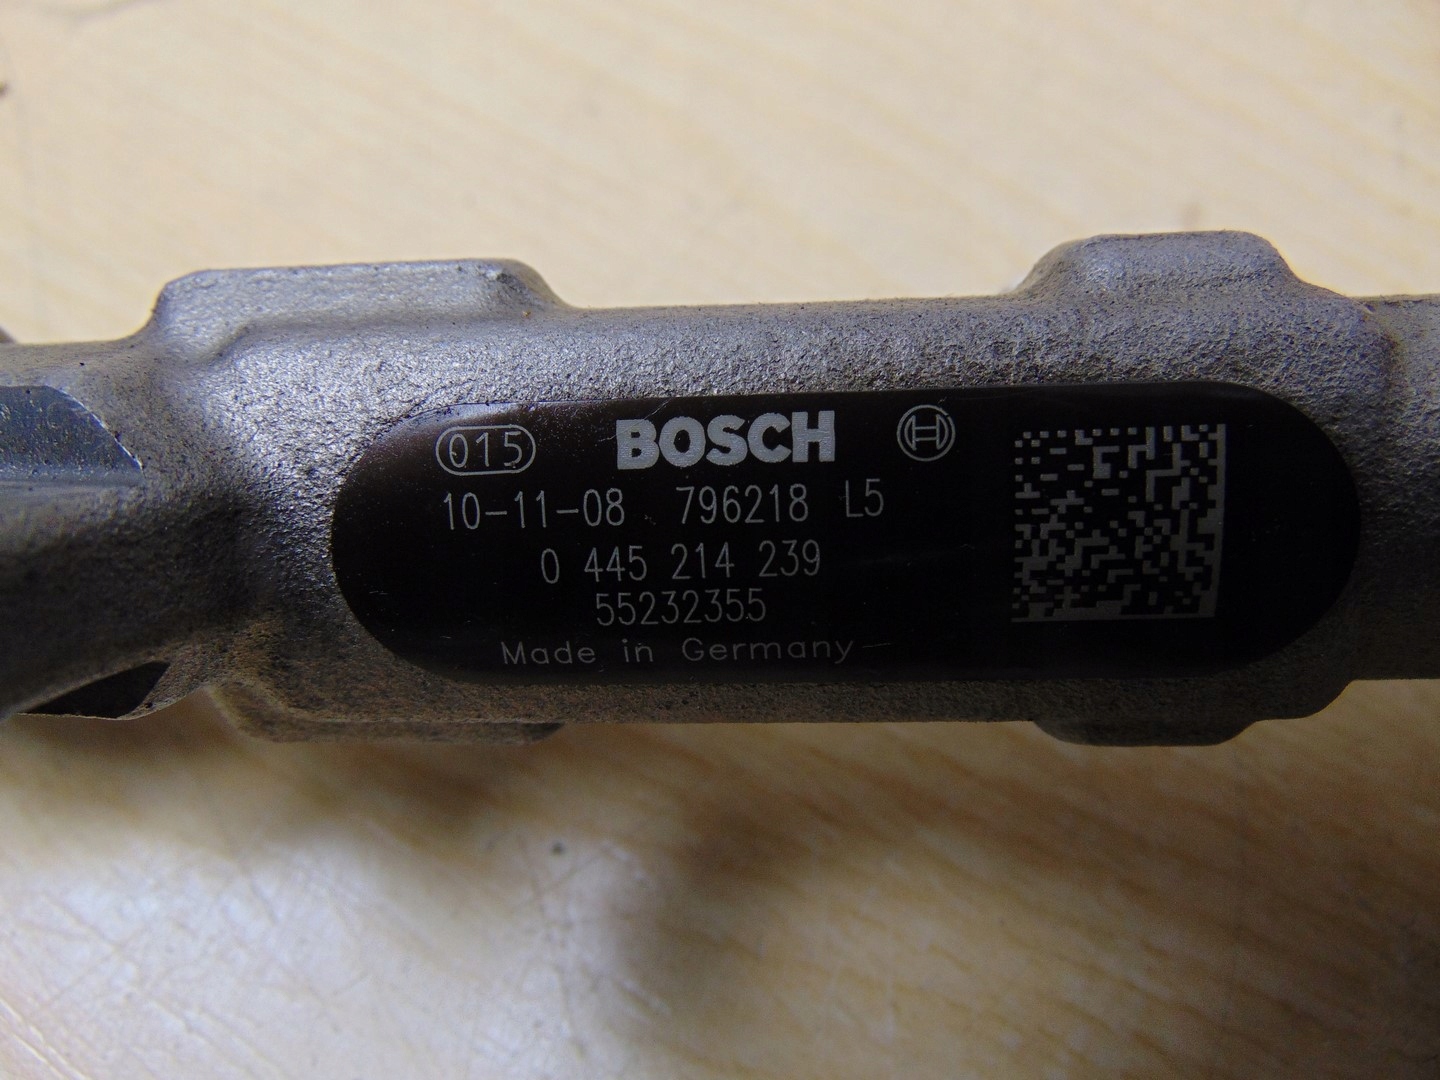 015 BOSCH
10-11-08 796218 L5
0 445 214 239
55232355
Made in Germany